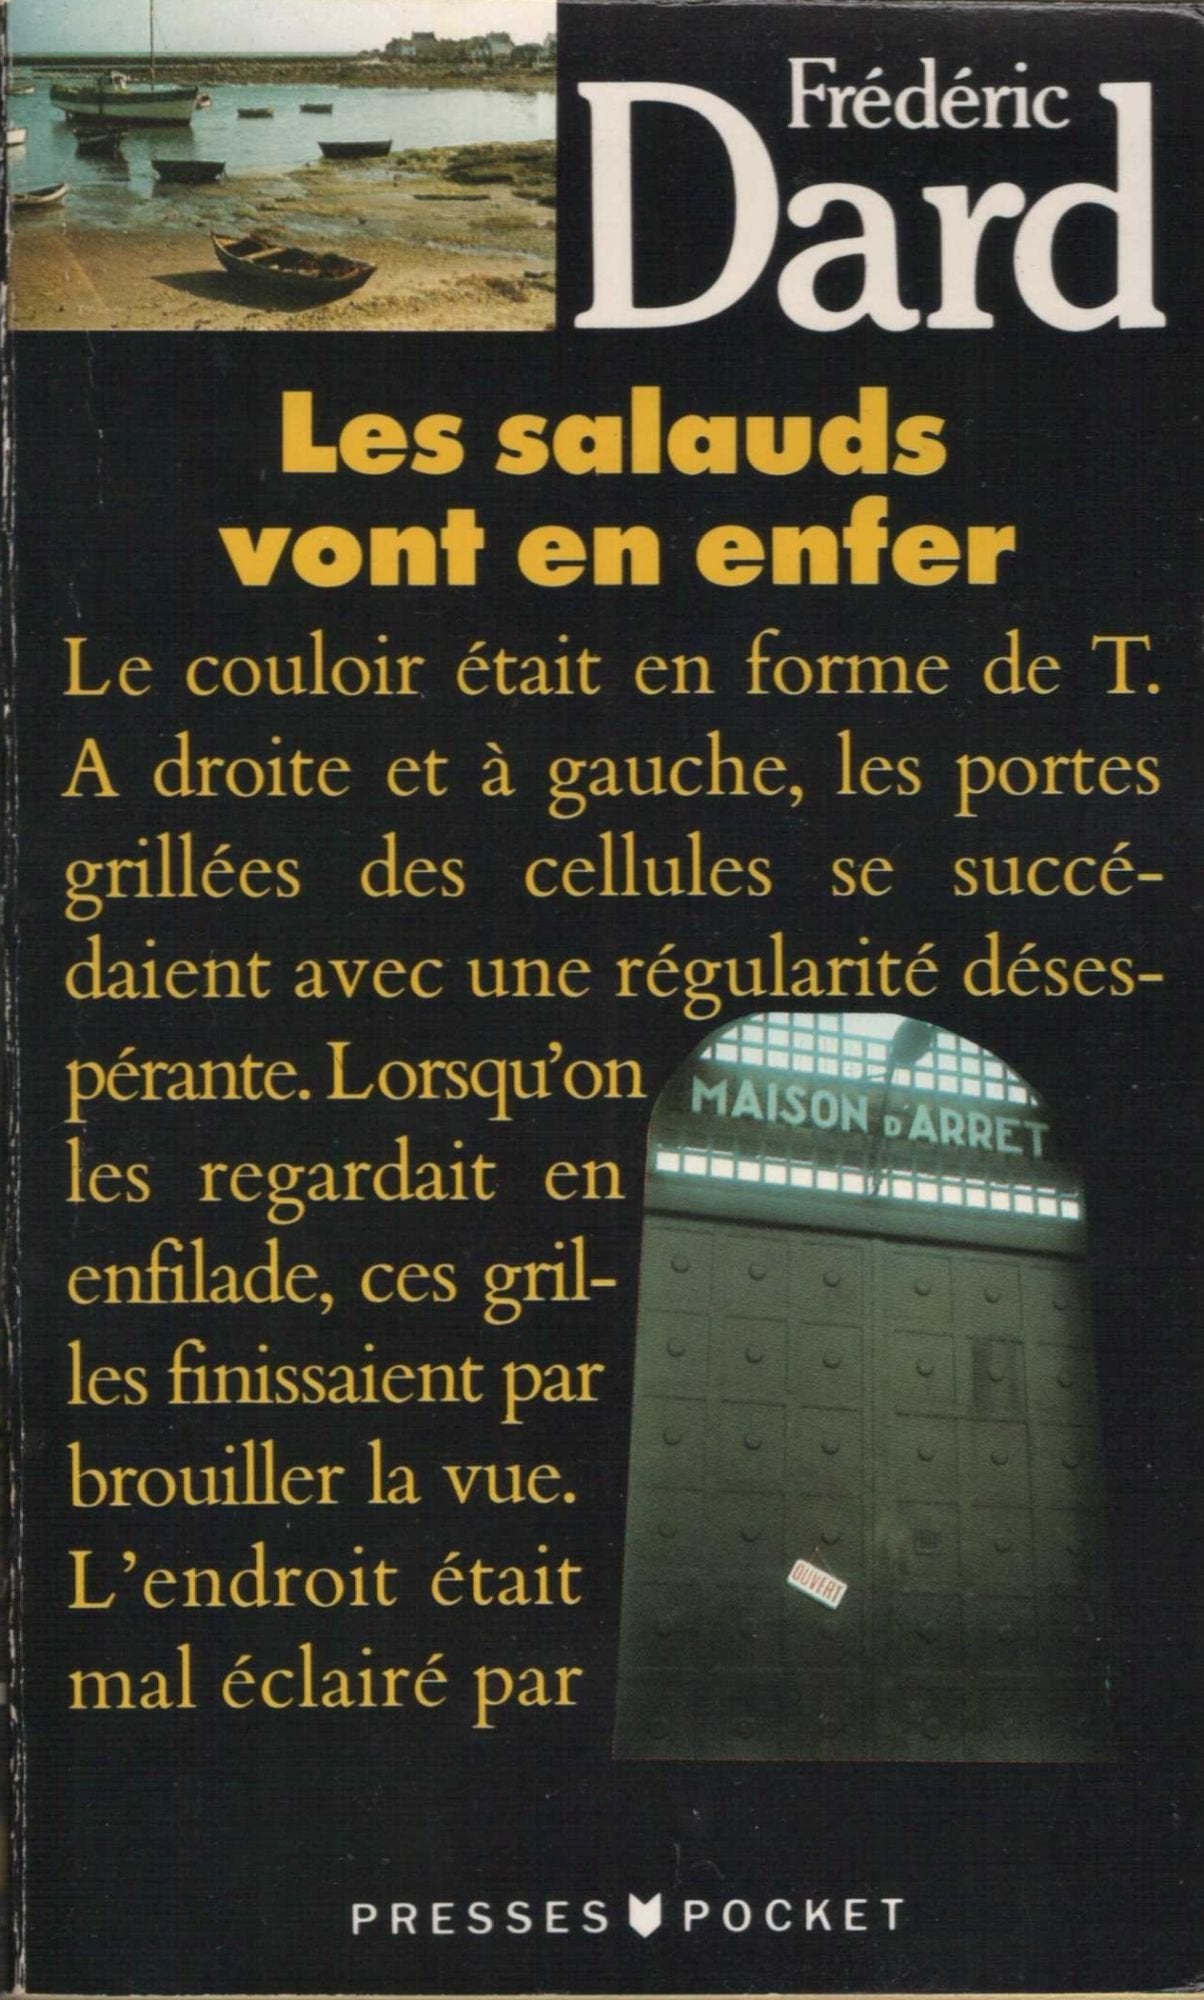 Frédéric
Dard
Les salauds
vont en enfer
Le couloir était en forme de T.
A droite et à gauche, les portes
grillées des cellules se succé-
daient avec une régularité déses-
pérante. Lorsqu'on
les regardait en
enfilade, ces gril-
les finissaient par
brouiller la vue.
L'endroit était
mal éclairé par
MAISON D'ARRET
OUVERT
PRESSES POCKET